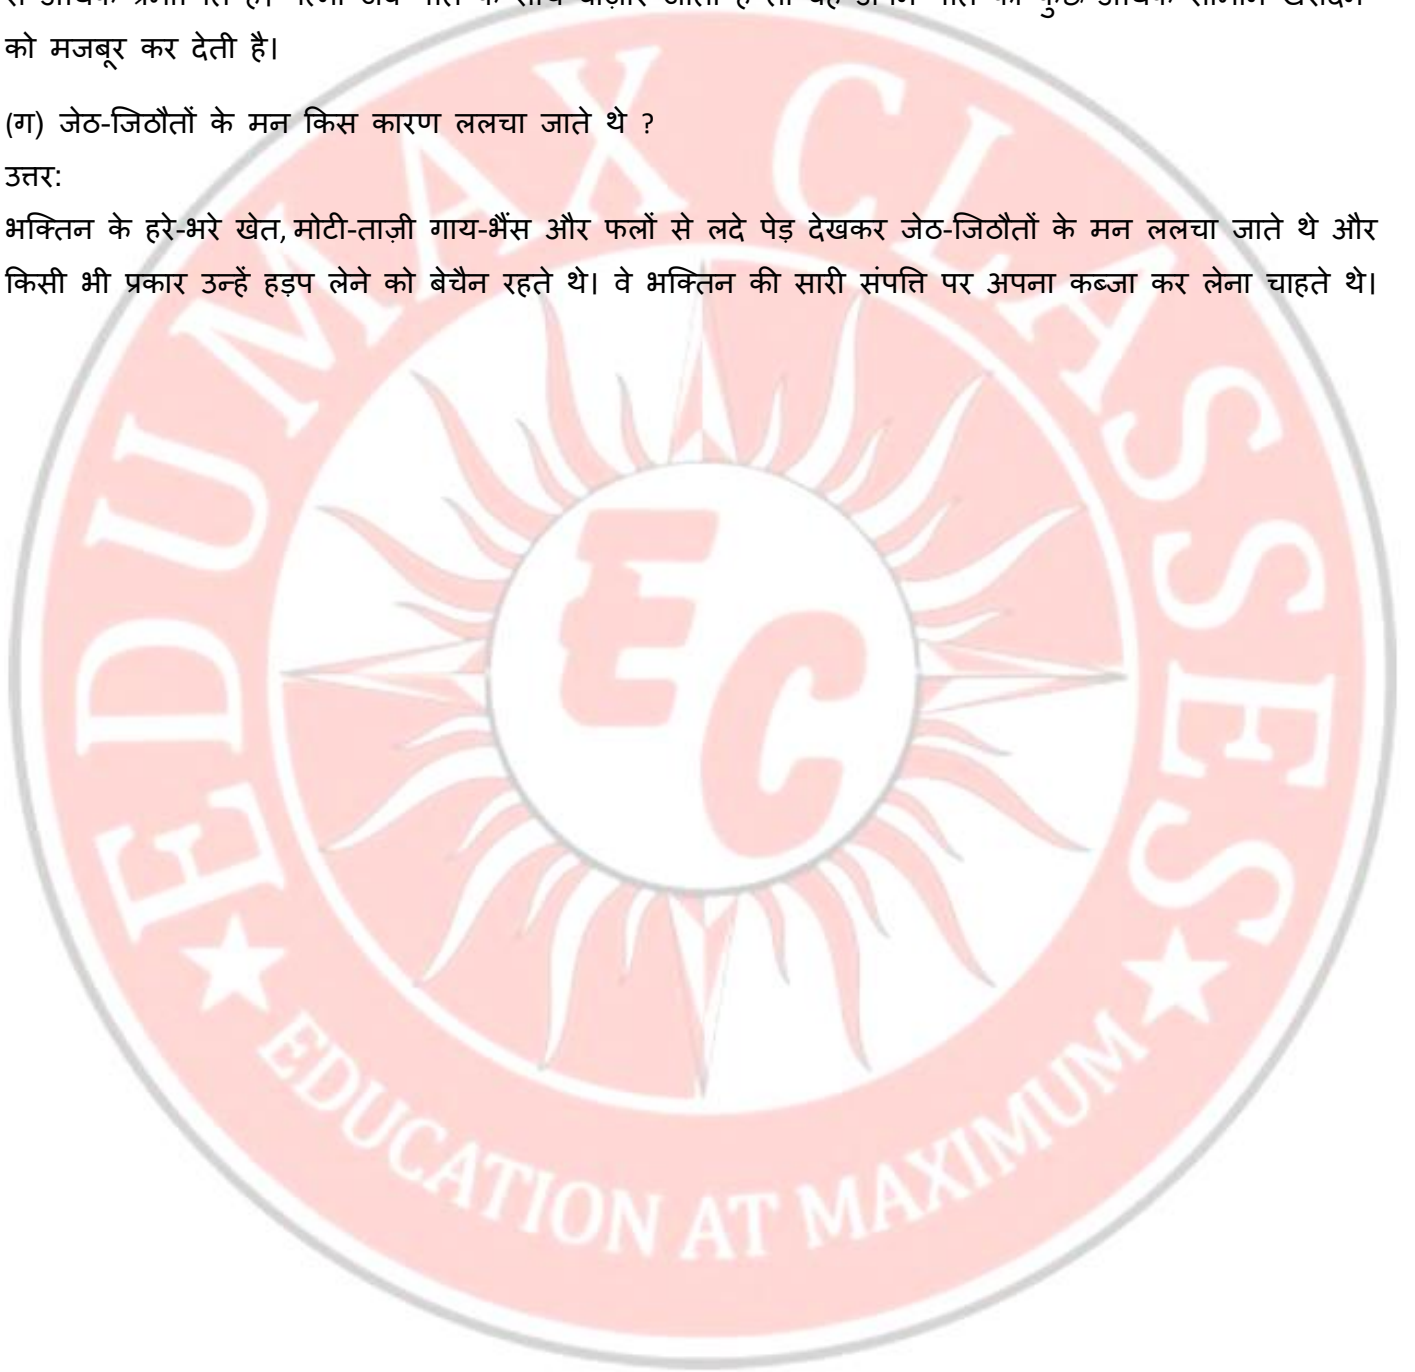 को मजबूर कर देती है।
(ग) जेठ-जिठौतों के मन किस कारण ललचा जाते थे ?
उत्तर:
भक्तिन के हरे-भरे खेत, मोटी-ताज़ी गाय-भैंस और फलों से लदे पेड़ देखकर जेठ-जिठौतों के मन ललचा जाते थे और
किसी भी प्रकार उन्हें हड़प लेने को बेचैन रहते थे। वे भक्तिन की सारी संपत्ति पर अपना कब्जा कर लेना चाहते थे।
EDUMAX CLASSES
EC
EDUCATION AT MAXIMUM